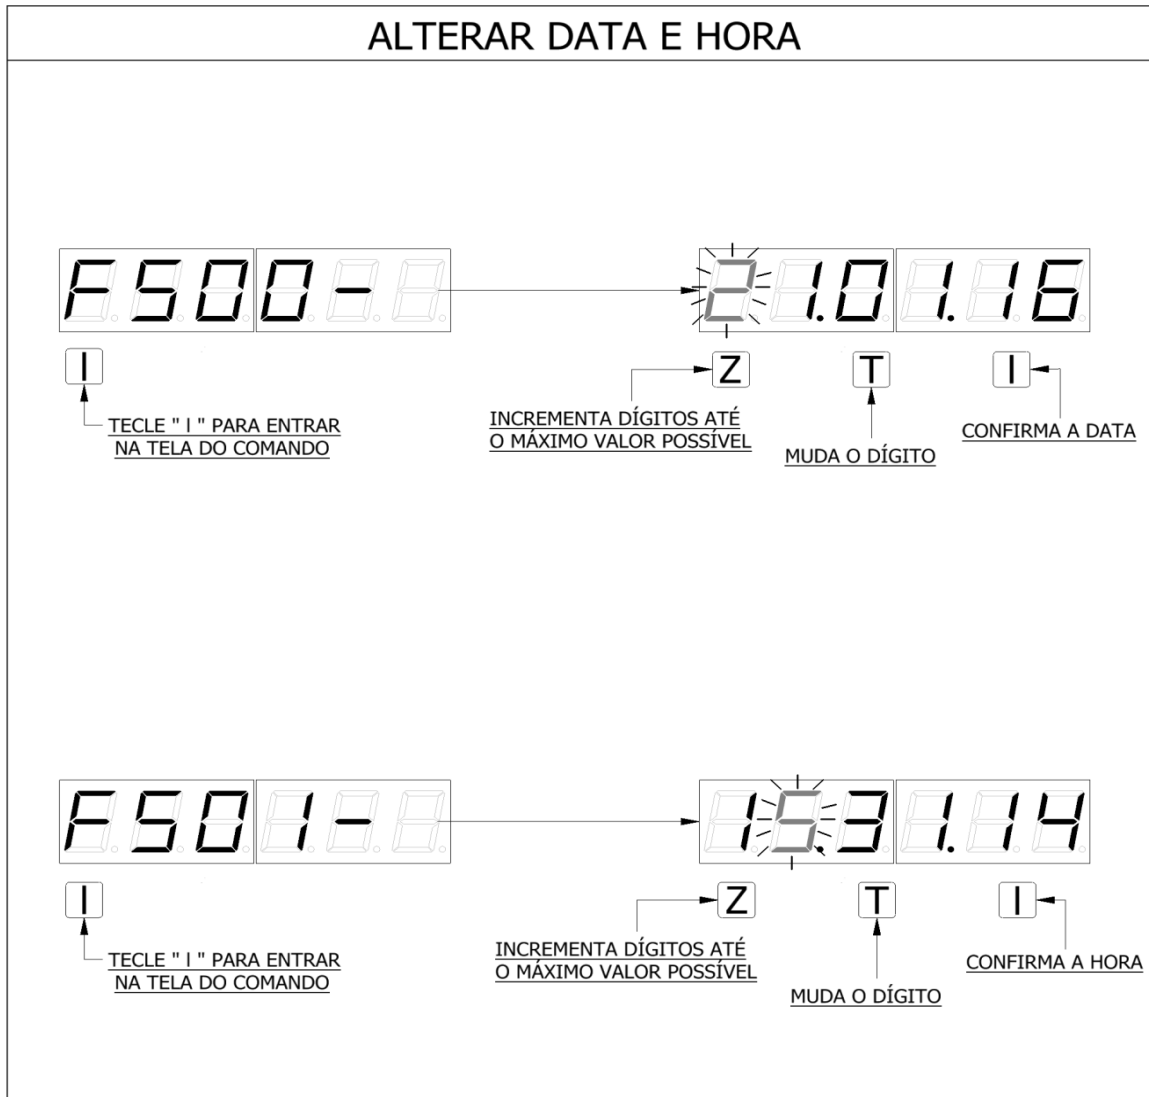 ALTERAR DATA E HORA
FS00-
21.01.16
I
Z
T
I
TECLE " I " PARA ENTRAR
NA TELA DO COMANDO
INCREMENTA DÍGITOS ATÉ
O MÁXIMO VALOR POSSÍVEL
MUDA O DÍGITO
CONFIRMA A DATA
FS01-
15.31.14
I
Z
T
I
TECLE " I " PARA ENTRAR
NA TELA DO COMANDO
INCREMENTA DÍGITOS ATÉ
O MÁXIMO VALOR POSSÍVEL
MUDA O DÍGITO
CONFIRMA A HORA